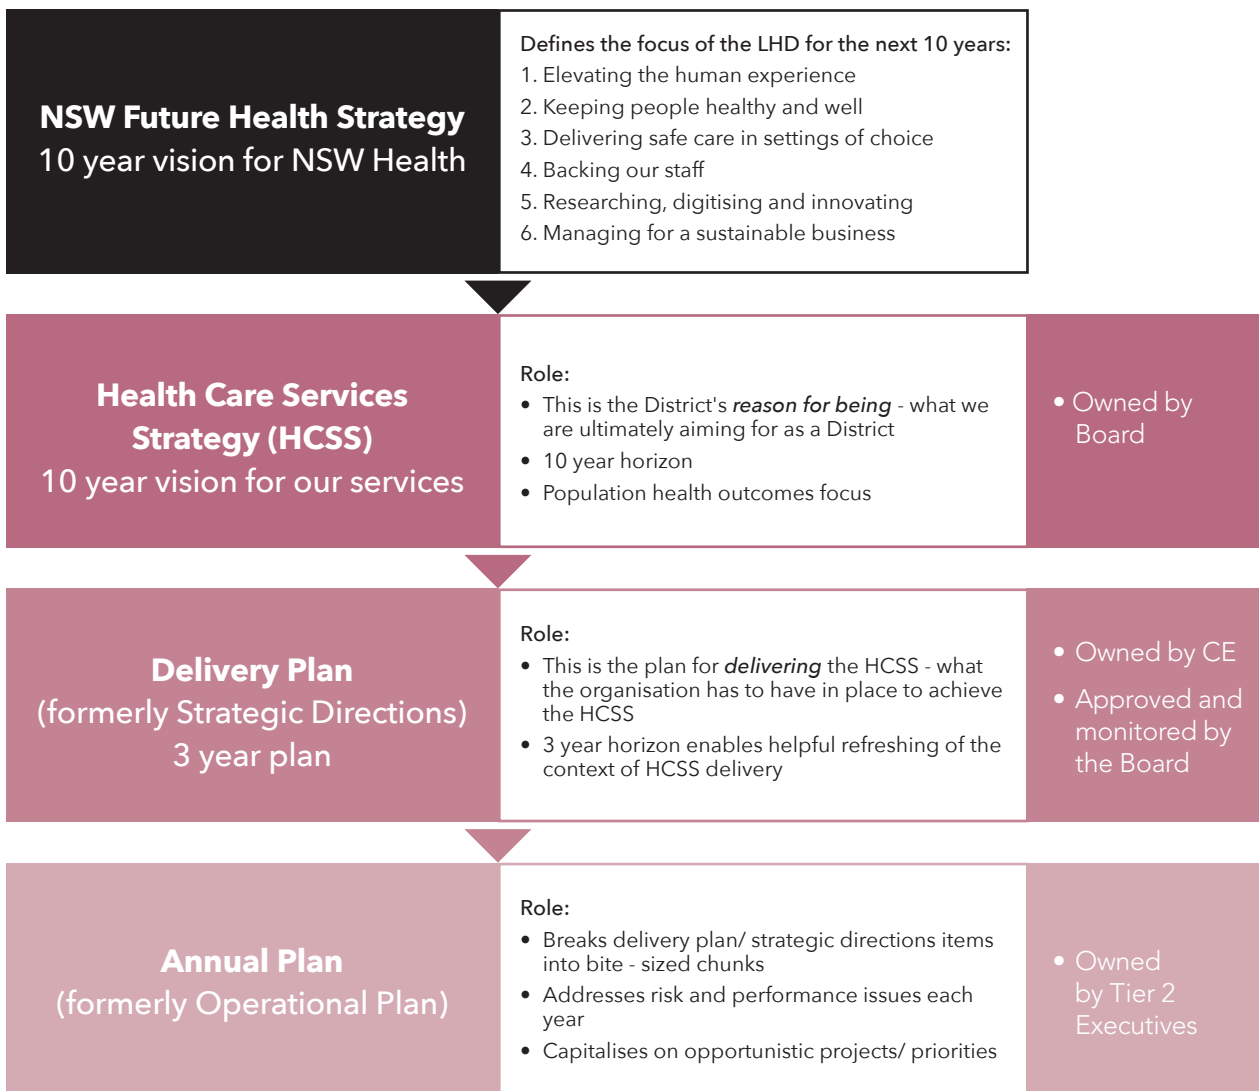 NSW Future Health Strategy
10 year vision for NSW Health
Defines the focus of the LHD for the next 10 years:
1. Elevating the human experience
2. Keeping people healthy and well
3. Delivering safe care in settings of choice
4. Backing our staff
5. Researching, digitising and innovating
6. Managing for a sustainable business
Health Care Services
Strategy (HCSS)
10 year vision for our services
Role:
• This is the District's reason for being - what we
are ultimately aiming for as a District
• 10 year horizon
• Population health outcomes focus
• Owned by
Board
Delivery Plan
(formerly Strategic Directions)
3 year plan
Role:
• This is the plan for delivering the HCSS - what
the organisation has to have in place to achieve
the HCSS
• 3 year horizon enables helpful refreshing of the
context of HCSS delivery
• Owned by CE
• Approved and
monitored by
the Board
Annual Plan
(formerly Operational Plan)
Role:
• Breaks delivery plan/ strategic directions items
into bite - sized chunks
• Addresses risk and performance issues each
year
• Capitalises on opportunistic projects/ priorities
• Owned
by Tier 2
Executives